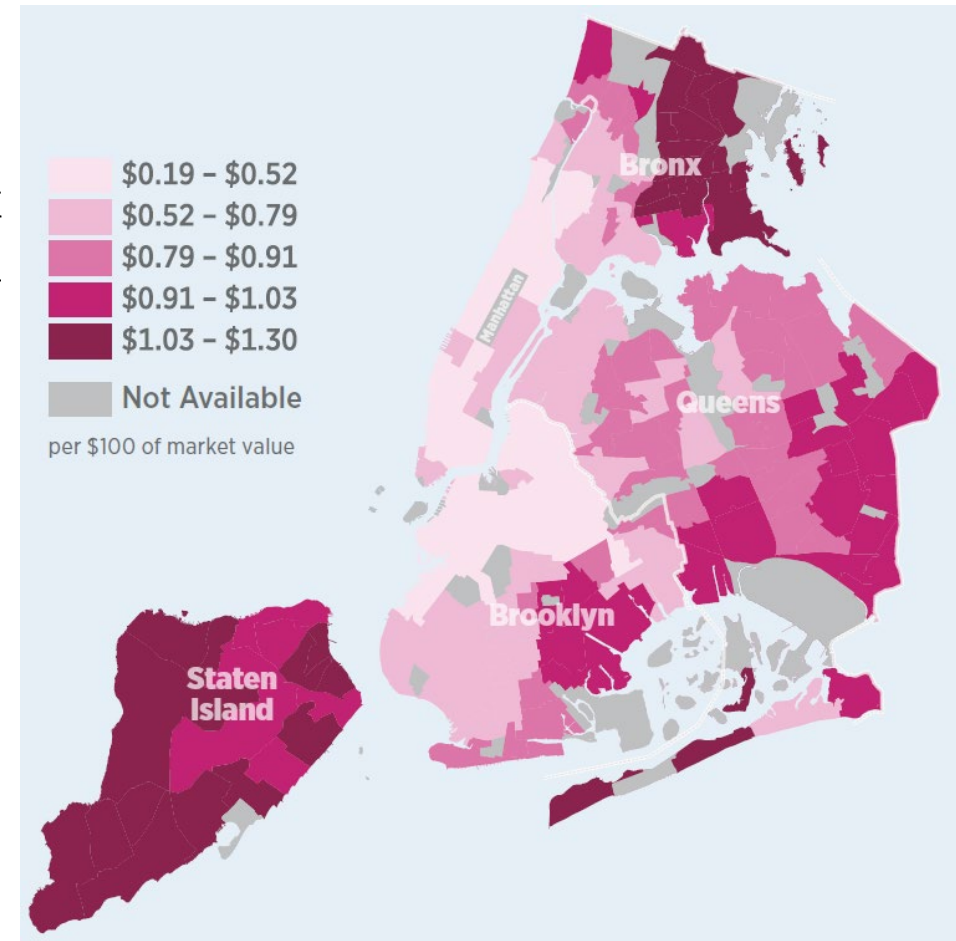 $0.19 – $0.52
$0.52 – $0.79
$0.79 – $0.91
$0.91 – $1.03
$1.03 – $1.30
Not Available
per $100 of market value
Bronx
Manhattan
Queens
Brooklyn
Staten
Island